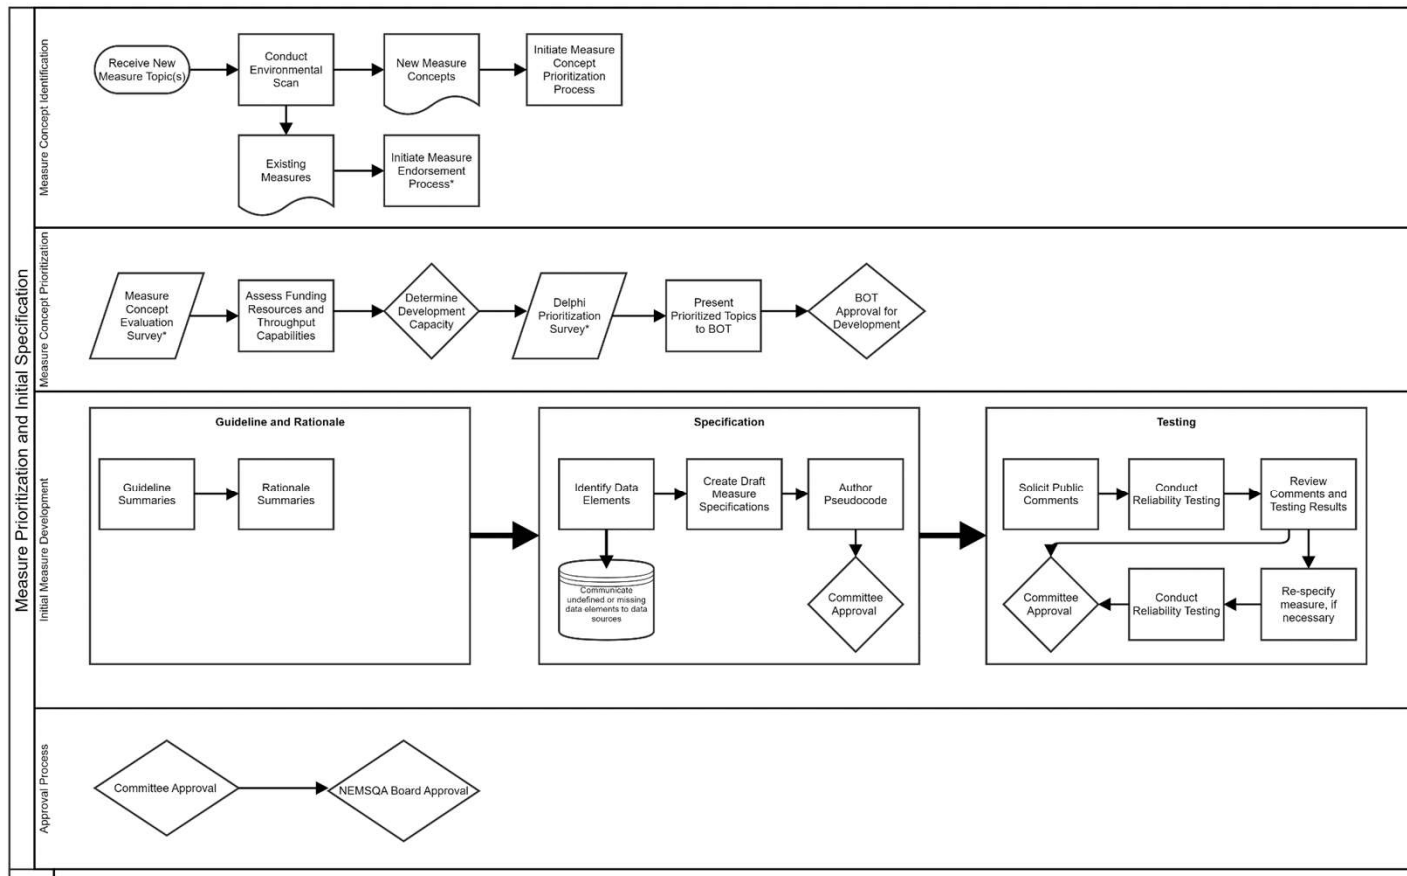 Measure Prioritization and Initial Specification
Measure Concept Identification
Receive New
Measure Topic(s)
Conduct
Environmental
Scan
New Measure
Concepts
Initiate Measure
Concept
Prioritization
Process
Existing
Measures
Initiate Measure
Endorsement
Process*
Measure Concept Prioritization
Measure
Concept
Evaluation
Survey*
Assess Funding
Resources and
Throughput
Capabilities
Determine
Development
Capacity
Delphi
Prioritization
Survey*
Present
Prioritized Topics
to BOT
BOT
Approval for
Development
Initial Measure Development
Guideline and Rationale
Guideline
Summaries
Rationale
Summaries
Specification
Identify Data
Elements
Create Draft
Measure
Specifications
Author
Pseudocode
Communicate
undefined or missing
data elements to data
sources
Committee
Approval
Testing
Solicit Public
Comments
Conduct
Reliability Testing
Review
Comments and
Testing Results
Committee
Approval
Conduct
Reliability Testing
Re-specify
measure, if
necessary
Approval Process
Committee Approval
NEMSQA Board Approval